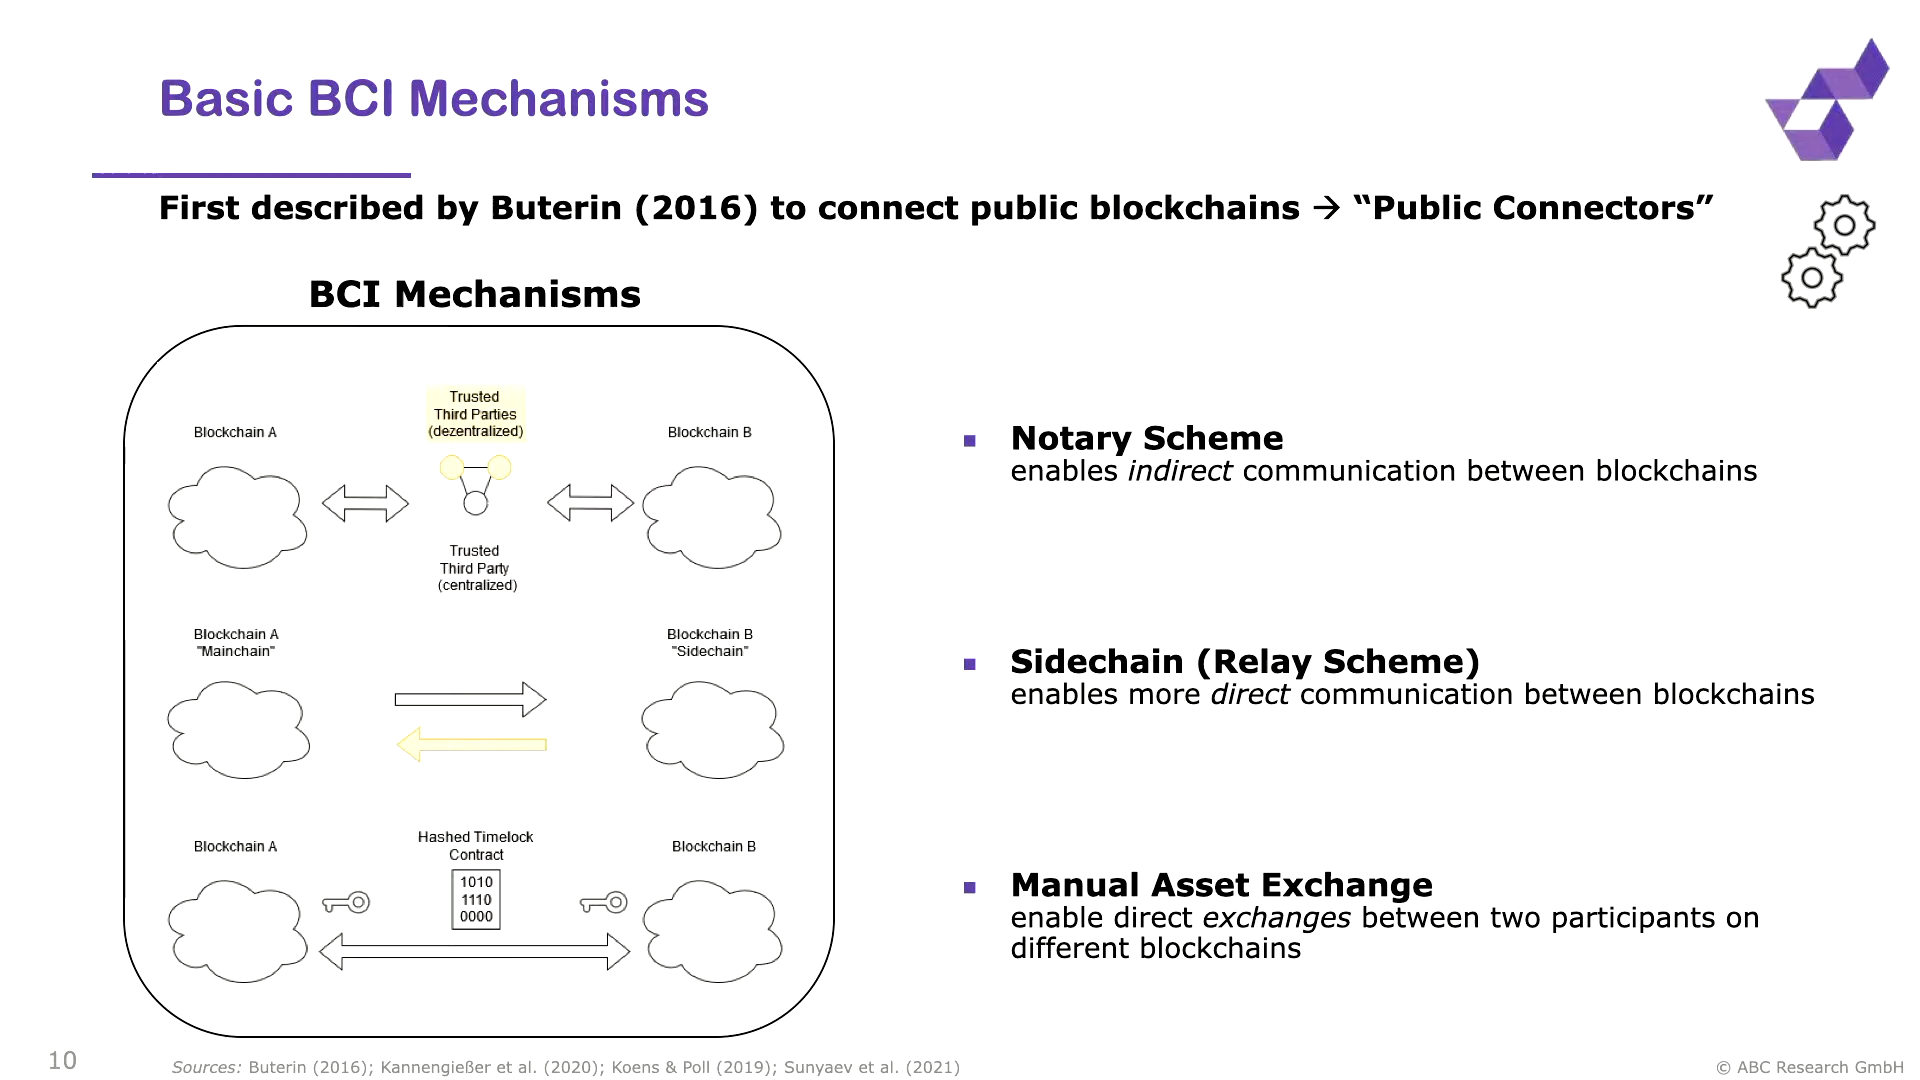 Basic BCI Mechanisms
First described by Buterin (2016) to connect public blockchains → “Public Connectors”
BCI Mechanisms
Blockchain A
Trusted
Third Parties
(dezentralized)
Blockchain B
Trusted
Third Party
(centralized)
Blockchain A
"Mainchain"
Blockchain B
"Sidechain"
Blockchain A
Hashed Timelock
Contract
1010
1110
0000
Blockchain B
▪ Notary Scheme
enables indirect communication between blockchains
▪ Sidechain (Relay Scheme)
enables more direct communication between blockchains
▪ Manual Asset Exchange
enable direct exchanges between two participants on
different blockchains
10
Sources: Buterin (2016); Kannengießer et al. (2020); Koens & Poll (2019); Sunyaev et al. (2021)
© ABC Research GmbH